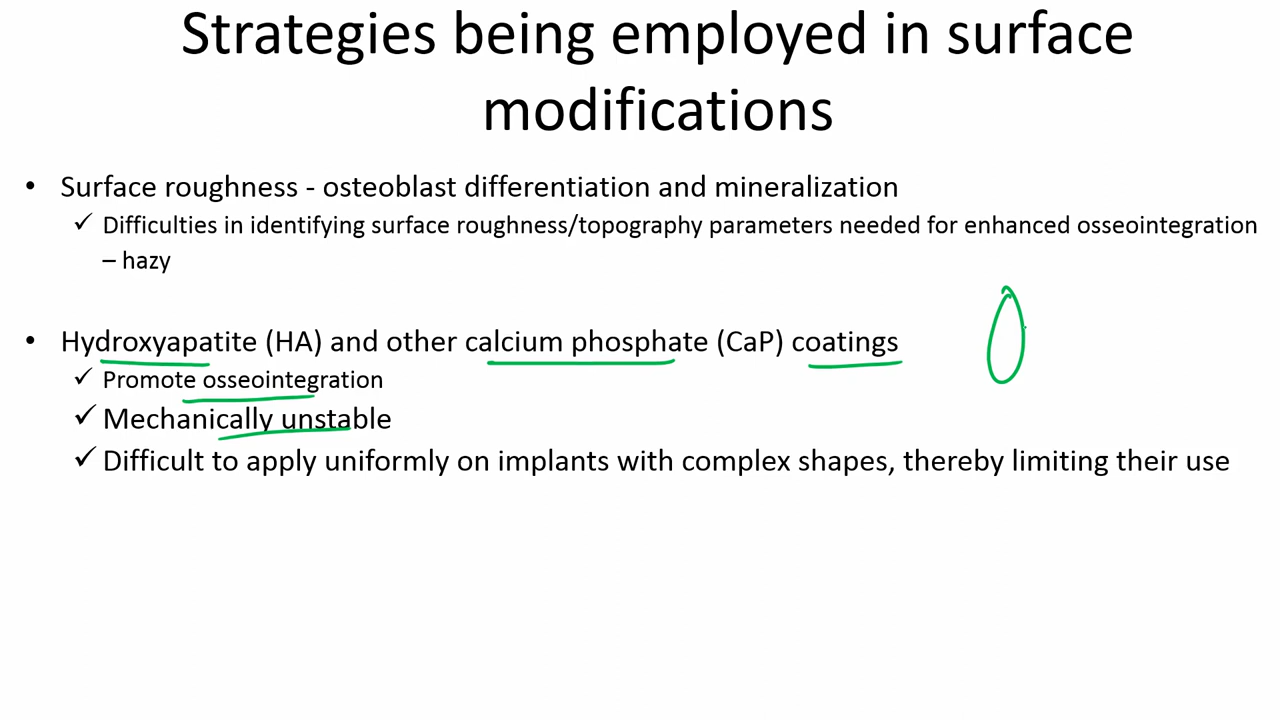 Strategies being employed in surface
modifications
• Surface roughness - osteoblast differentiation and mineralization
✓ Difficulties in identifying surface roughness/topography parameters needed for enhanced osseointegration
– hazy
• Hydroxyapatite (HA) and other calcium phosphate (CaP) coatings
✓ Promote osseointegration
✓ Mechanically unstable
✓ Difficult to apply uniformly on implants with complex shapes, thereby limiting their use